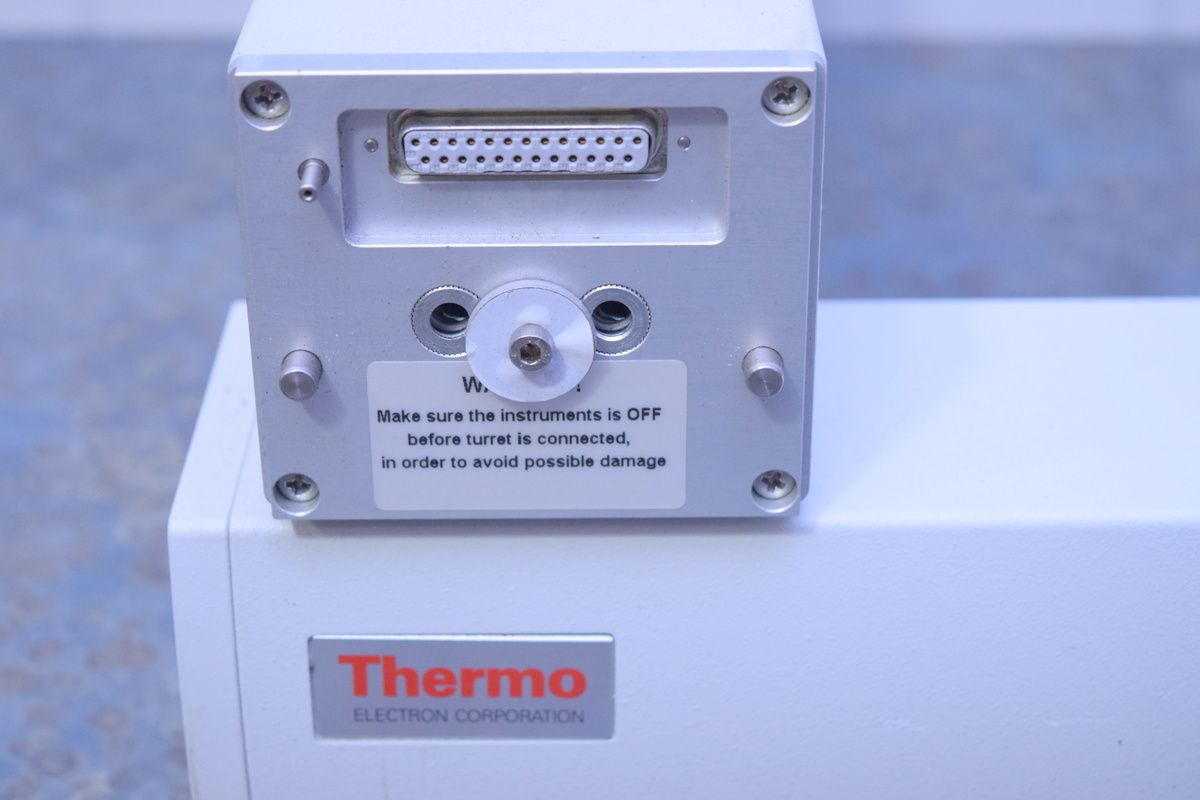 Make sure the instruments is OFF
before turret is connected,
in order to avoid possible damage
Thermo
ELECTRON CORPORATION